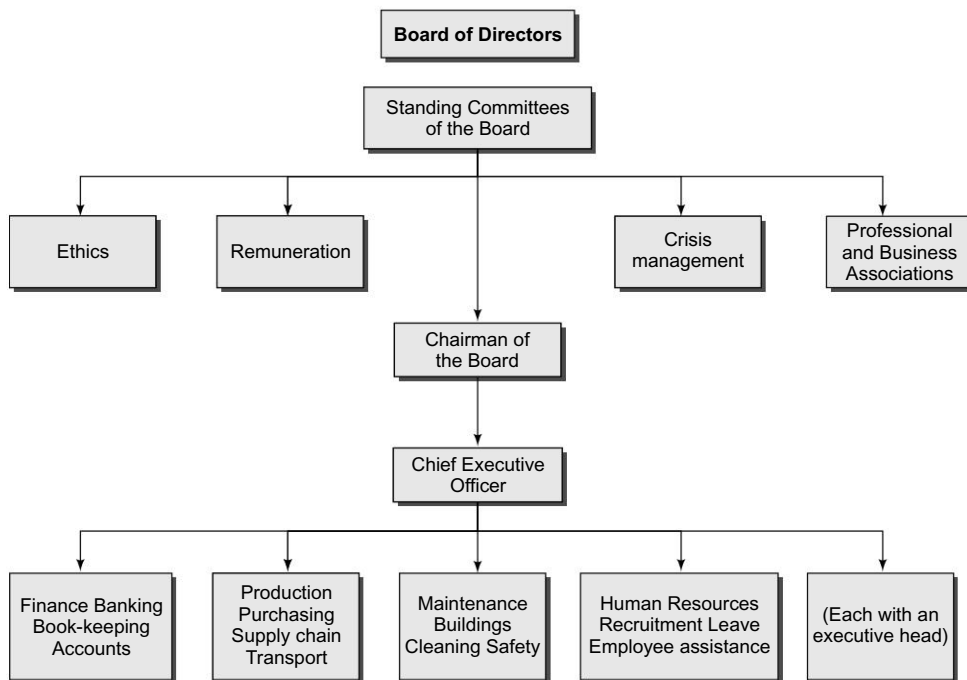 Board of Directors
Standing Committees
of the Board
Ethics
Remuneration
Crisis
management
Professional
and Business
Associations
Chairman of
the Board
Chief Executive
Officer
Finance Banking
Book-keeping
Accounts
Production
Purchasing
Supply chain
Transport
Maintenance
Buildings
Cleaning Safety
Human Resources
Recruitment Leave
Employee assistance
(Each with an
executive head)